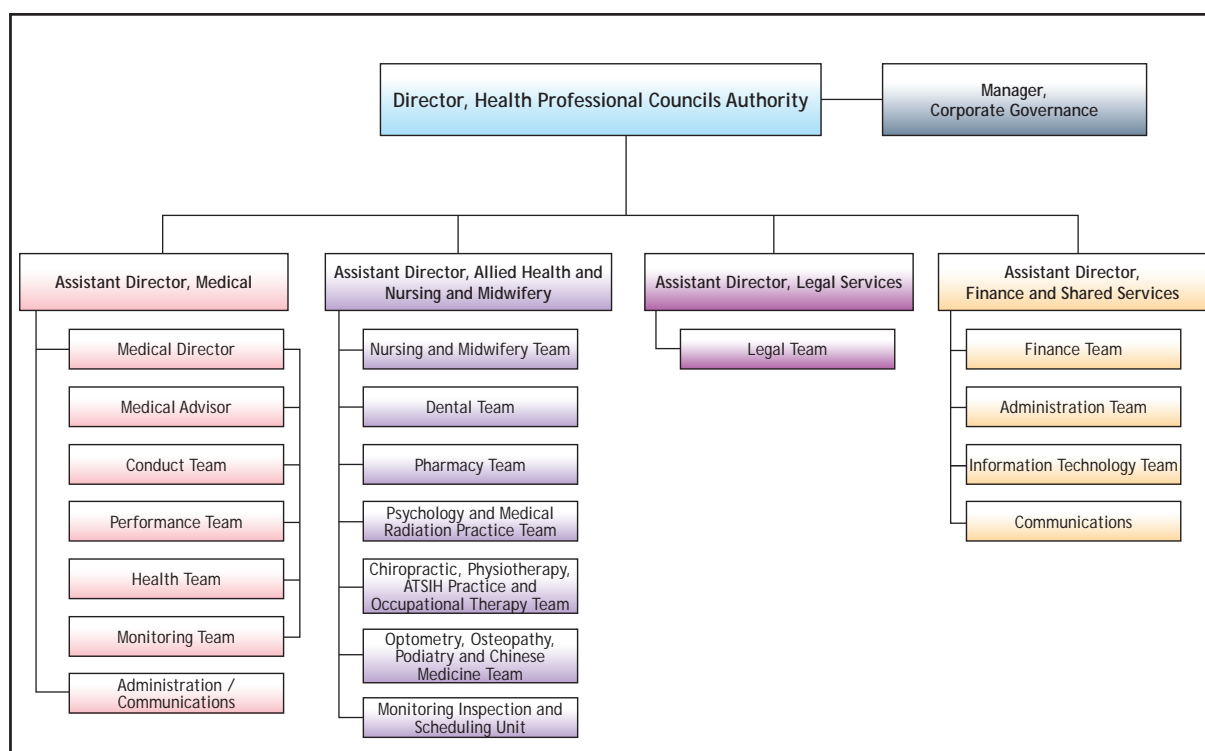 Director, Health Professional Councils Authority
Manager,
Corporate Governance
Assistant Director, Medical
Medical Director
Medical Advisor
Conduct Team
Performance Team
Health Team
Monitoring Team
Administration /
Communications
Assistant Director, Allied Health and
Nursing and Midwifery
Nursing and Midwifery Team
Dental Team
Pharmacy Team
Psychology and Medical
Radiation Practice Team
Chiropractic, Physiotherapy,
ATSIH Practice and
Occupational Therapy Team
Optometry, Osteopathy,
Podiatry and Chinese
Medicine Team
Monitoring Inspection and
Scheduling Unit
Assistant Director, Legal Services
Legal Team
Assistant Director,
Finance and Shared Services
Finance Team
Administration Team
Information Technology Team
Communications